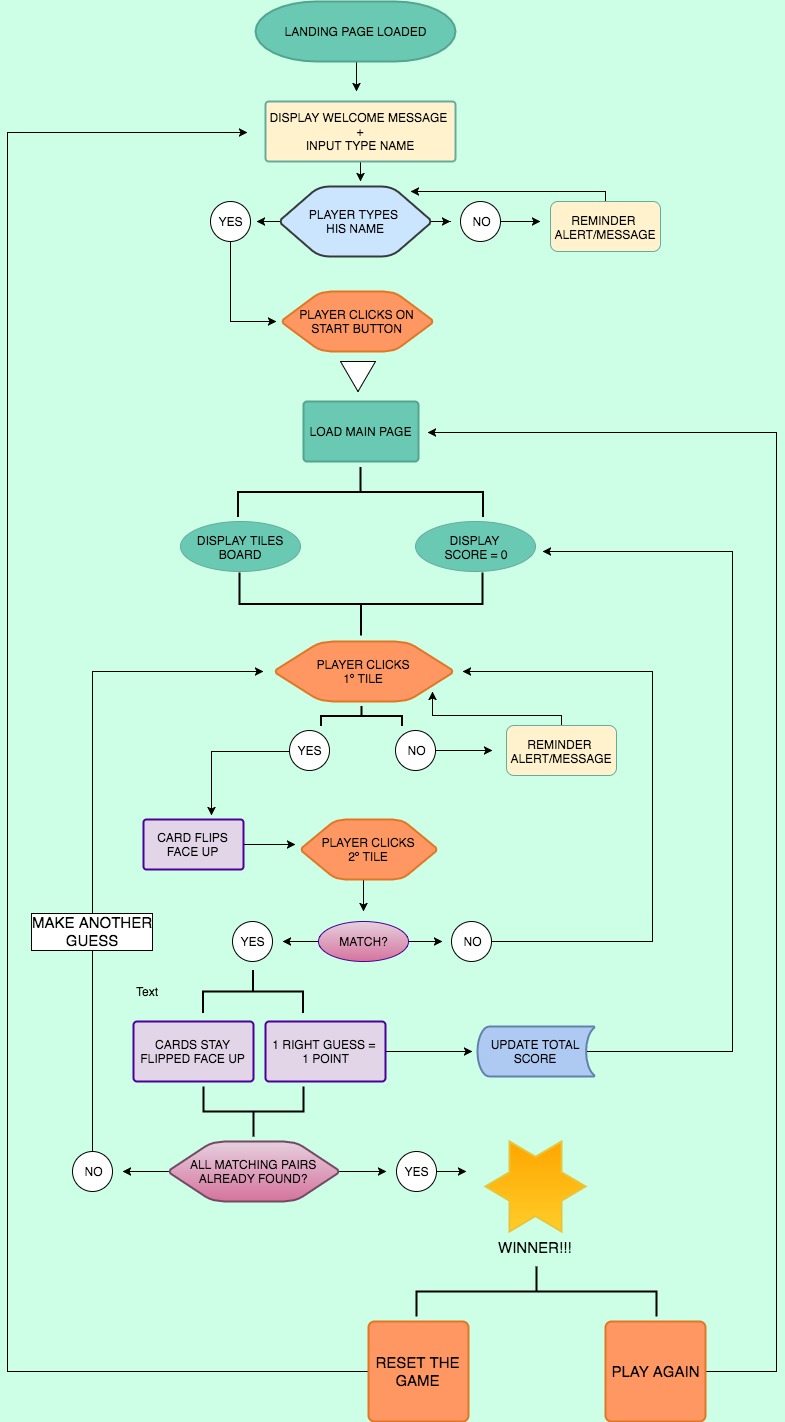 LANDING PAGE LOADED
DISPLAY WELCOME MESSAGE
+
INPUT TYPE NAME
YES
PLAYER TYPES
HIS NAME
NO
REMINDER
ALERT/MESSAGE
PLAYER CLICKS ON
START BUTTON
LOAD MAIN PAGE
DISPLAY TILES
BOARD
DISPLAY
SCORE = 0
PLAYER CLICKS
1º TILE
YES
NO
REMINDER
ALERT/MESSAGE
CARD FLIPS
FACE UP
PLAYER CLICKS
2º TILE
MAKE ANOTHER
GUESS
YES
MATCH?
NO
Text
CARDS STAY
FLIPPED FACE UP
1 RIGHT GUESS =
1 POINT
UPDATE TOTAL
SCORE
NO
ALL MATCHING PAIRS
ALREADY FOUND?
YES
WINNER!!!
RESET THE
GAME
PLAY AGAIN